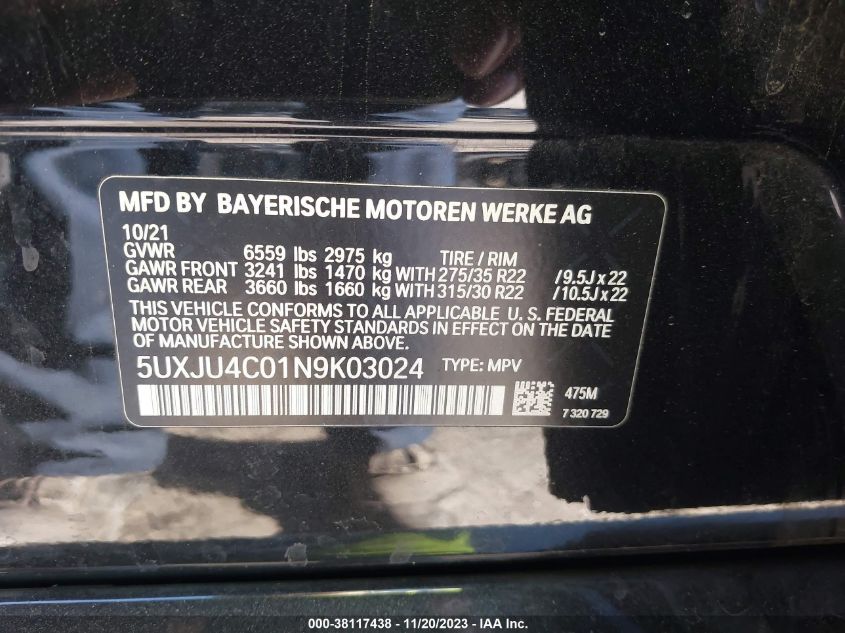 MFD BY BAYERISCHE MOTOREN WERKE AG
10/21
GVWR 6559 lbs 2975 kg TIRE / RIM
GAWR FRONT 3241 lbs 1470 kg WITH 275/35 R22 /9.5J x 22
GAWR REAR 3660 lbs 1660 kg WITH 315/30 R22 /10.5J x 22
THIS VEHICLE CONFORMS TO ALL APPLICABLE U. S. FEDERAL
MOTOR VEHICLE SAFETY STANDARDS IN EFFECT ON THE DATE
OF MANUFACTURE SHOWN ABOVE.
5UXJU4C01N9K03024 TYPE: MPV
475M
7 320 729
000-38117438 - 11/20/2023 - IAA Inc.